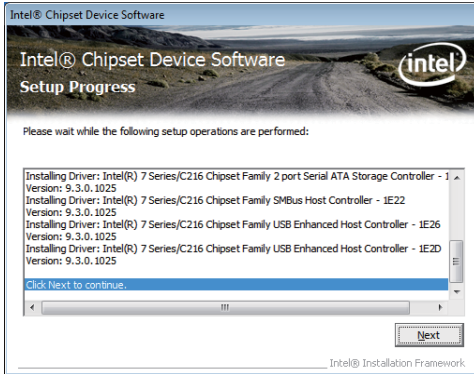 Intel® Chipset Device Software
Intel® Chipset Device Software
Setup Progress
intel
Please wait while the following setup operations are performed:
Installing Driver: Intel(R) 7 Series/C216 Chipset Family 2 port Serial ATA Storage Controller - 1
Version: 9.3.0.1025
Installing Driver: Intel(R) 7 Series/C216 Chipset Family SMBus Host Controller - 1E22
Version: 9.3.0.1025
Installing Driver: Intel(R) 7 Series/C216 Chipset Family USB Enhanced Host Controller - 1E26
Version: 9.3.0.1025
Installing Driver: Intel(R) 7 Series/C216 Chipset Family USB Enhanced Host Controller - 1E2D
Version: 9.3.0.1025
Click Next to continue.
Next
Intel® Installation Framework